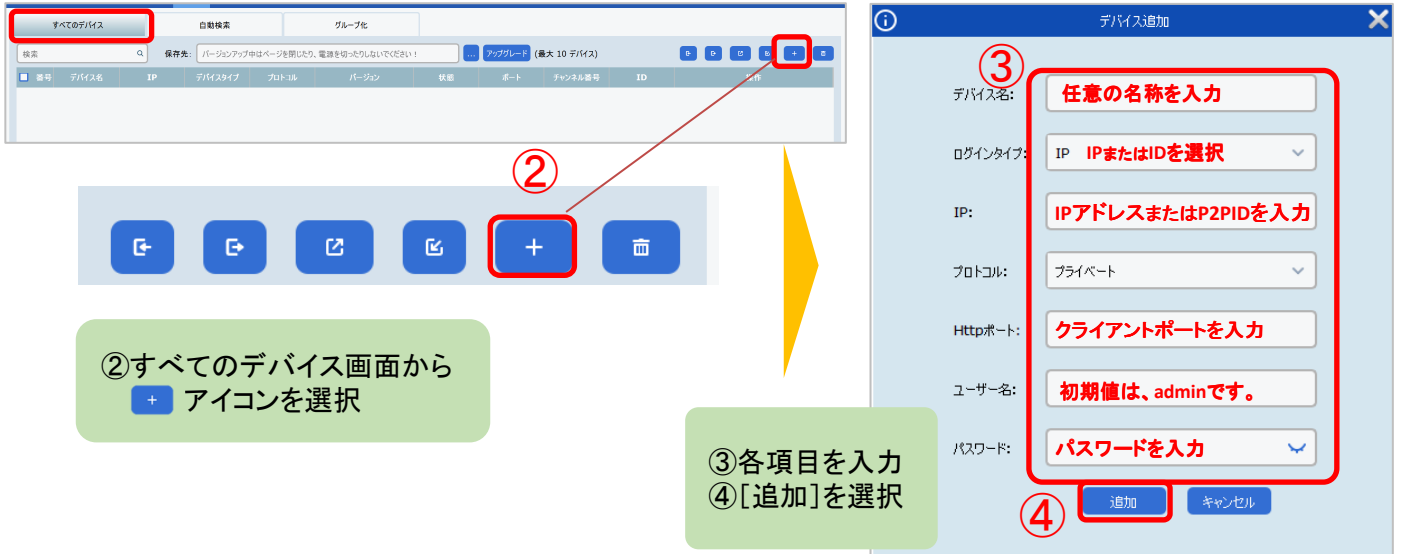 すべてのデバイス 自動検索 グループ化
検索 保存先: バージョンアップ中はページを閉じたり、電源を切ったりしないでください! ... アップグレード (最大 10 デバイス)
番号 デバイス名 IP デバイスタイプ プロトコル バージョン 状態 ポート チャンネル番号 ID 操作
②
②すべてのデバイス画面から
+ アイコンを選択
デバイス追加
③
デバイス名: 任意の名称を入力
ログインタイプ: IP IPまたはIDを選択
IP: IPアドレスまたはP2PIDを入力
プロトコル: プライベート
Httpポート: クライアントポートを入力
ユーザー名: 初期値は、adminです。
パスワード: パスワードを入力
④
追加 キャンセル
③各項目を入力
④[追加]を選択